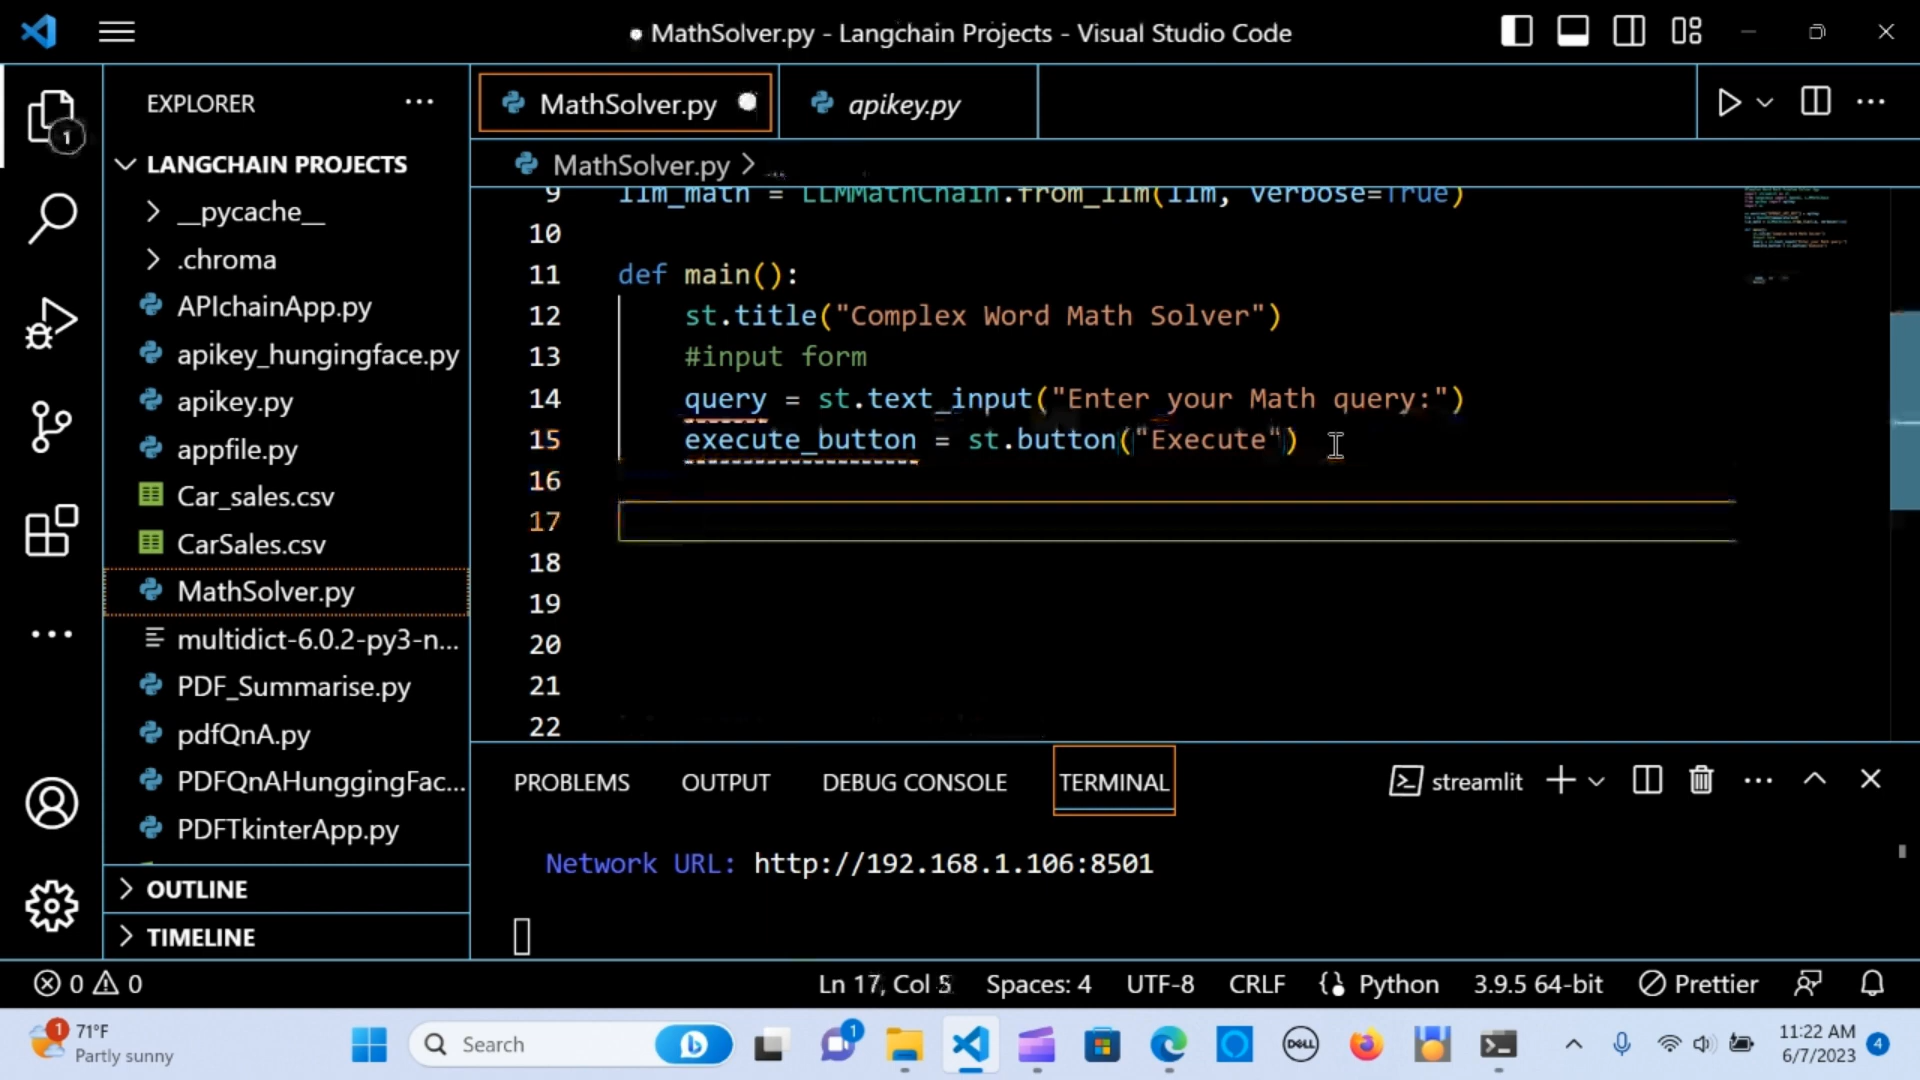 MathSolver.py - Langchain Projects - Visual Studio Code
EXPLORER
1
LANGCHAIN PROJECTS
__pycache__
.chroma
APIchainApp.py
apikey_hungingface.py
apikey.py
appfile.py
Car_sales.csv
CarSales.csv
MathSolver.py
multidict-6.0.2-py3-n...
PDF_Summarise.py
pdfQnA.py
PDFQnAHunggingFac...
PDFTkinterApp.py
OUTLINE
TIMELINE
MathSolver.py
apikey.py
MathSolver.py > ...
9 llm_math = LLMMathChain.from_llm(llm, verbose=True)
10
11 def main():
12 st.title("Complex Word Math Solver")
13 #input form
14 query = st.text_input("Enter your Math query:")
15 execute_button = st.button("Execute")
16
17
18
19
20
21
22
PROBLEMS OUTPUT DEBUG CONSOLE TERMINAL streamlit
Network URL: http://192.168.1.106:8501
0 0 Ln 17, Col 5 Spaces: 4 UTF-8 CRLF Python 3.9.5 64-bit Prettier
1 71°F
Partly sunny
Search
1
DELL
11:22 AM
6/7/2023
4